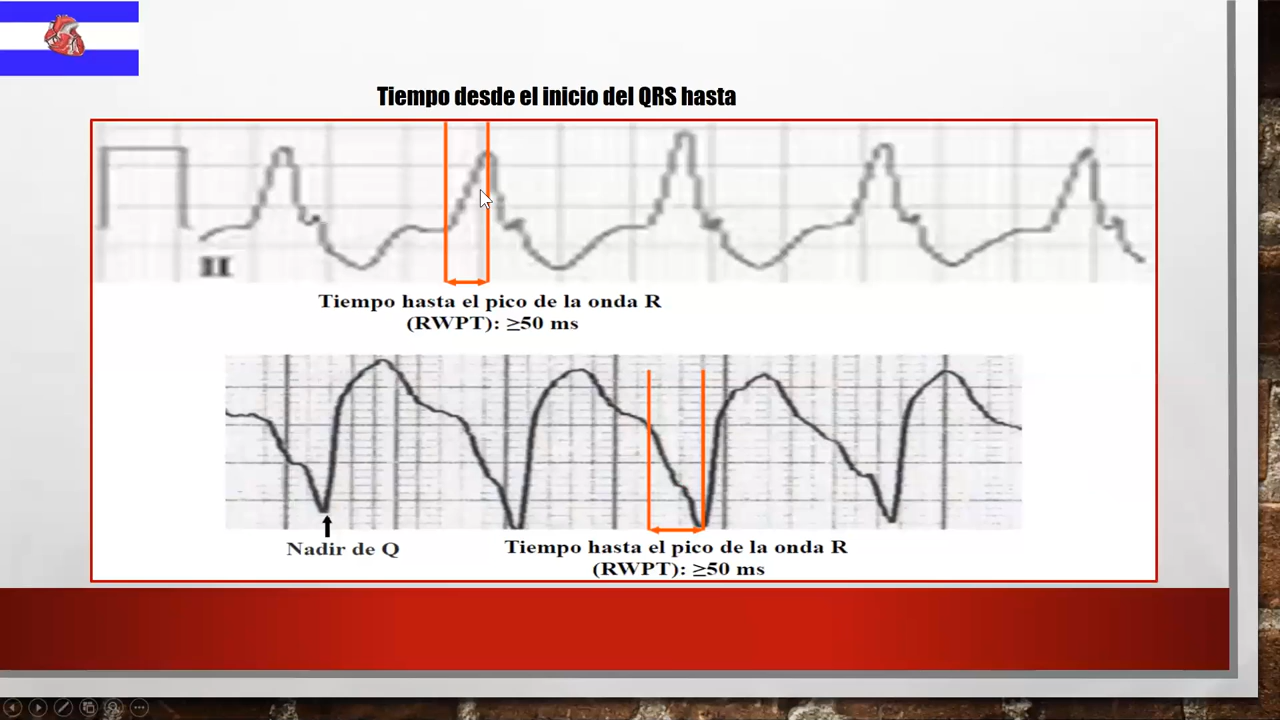 Tiempo desde el inicio del QRS hasta
II
Tiempo hasta el pico de la onda R
(RWPT): ≥50 ms
Nadir de Q
Tiempo hasta el pico de la onda R
(RWPT): ≥50 ms